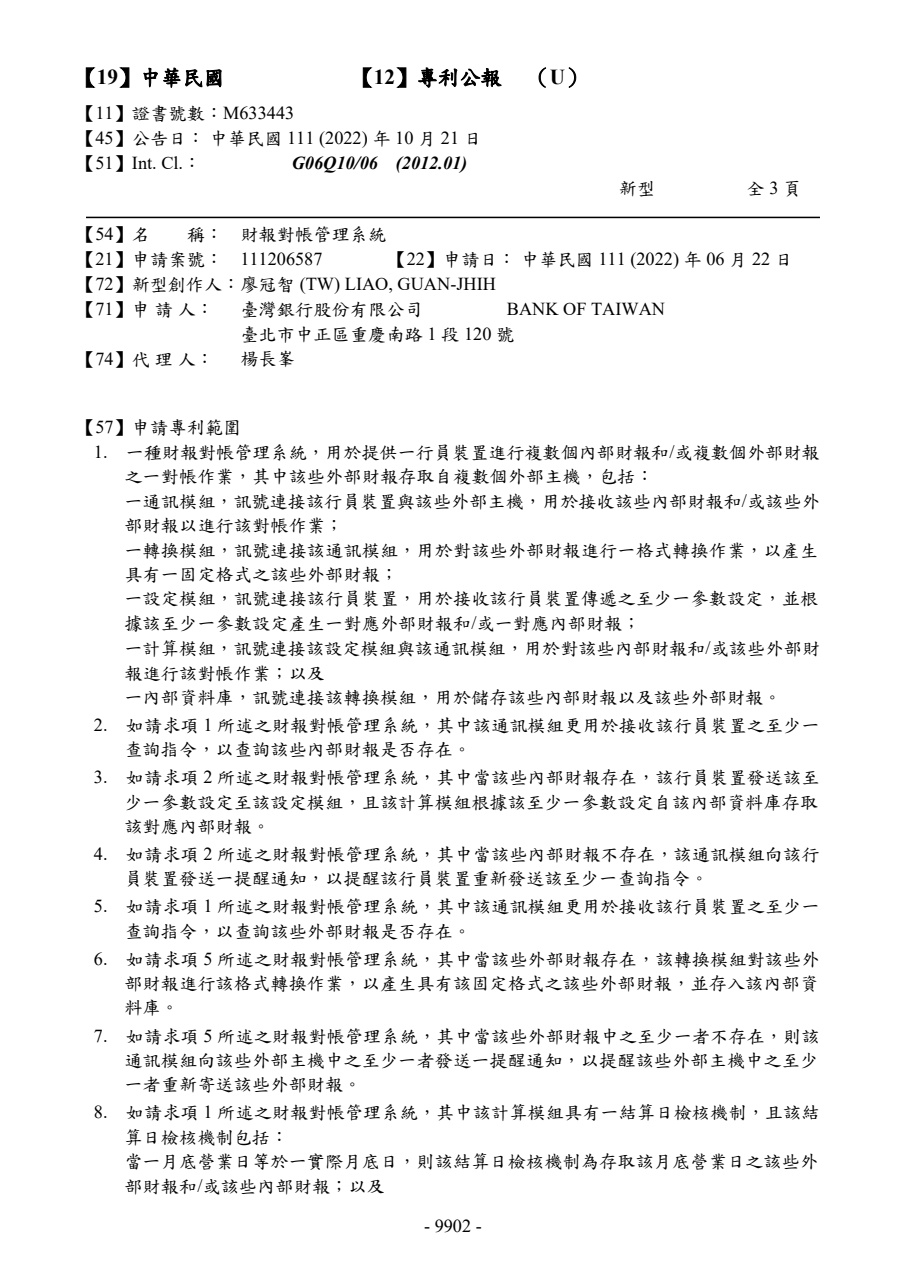 【19】中華民國 【12】專利公報 （U）
【11】證書號數：M633443
【45】公告日： 中華民國 111 (2022) 年 10 月 21 日
【51】Int. Cl.： G06Q10/06 (2012.01)
新型 全 3 頁
【54】名 稱： 財報對帳管理系統
【21】申請案號： 111206587 【22】申請日： 中華民國 111 (2022) 年 06 月 22 日
【72】新型創作人：廖冠智 (TW) LIAO, GUAN-JHIH
【71】申 請 人： 臺灣銀行股份有限公司 BANK OF TAIWAN
臺北市中正區重慶南路 1 段 120 號
【74】代 理 人： 楊長峯
【57】申請專利範圍
1. 一種財報對帳管理系統，用於提供一行員裝置進行複數個內部財報和/或複數個外部財報
之一對帳作業，其中該些外部財報存取自複數個外部主機，包括：
一通訊模組，訊號連接該行員裝置與該些外部主機，用於接收該些內部財報和/或該些外
部財報以進行該對帳作業；
一轉換模組，訊號連接該通訊模組，用於對該些外部財報進行一格式轉換作業，以產生
具有一固定格式之該些外部財報；
一設定模組，訊號連接該行員裝置，用於接收該行員裝置傳遞之至少一參數設定，並根
據該至少一參數設定產生一對應外部財報和/或一對應內部財報；
一計算模組，訊號連接該設定模組與該通訊模組，用於對該些內部財報和/或該些外部財
報進行該對帳作業；以及
一內部資料庫，訊號連接該轉換模組，用於儲存該些內部財報以及該些外部財報。
2. 如請求項 1 所述之財報對帳管理系統，其中該通訊模組更用於接收該行員裝置之至少一
查詢指令，以查詢該些內部財報是否存在。
3. 如請求項 2 所述之財報對帳管理系統，其中當該些內部財報存在，該行員裝置發送該至
少一參數設定至該設定模組，且該計算模組根據該至少一參數設定自該內部資料庫存取
該對應內部財報。
4. 如請求項 2 所述之財報對帳管理系統，其中當該些內部財報不存在，該通訊模組向該行
員裝置發送一提醒通知，以提醒該行員裝置重新發送該至少一查詢指令。
5. 如請求項 1 所述之財報對帳管理系統，其中該通訊模組更用於接收該行員裝置之至少一
查詢指令，以查詢該些外部財報是否存在。
6. 如請求項 5 所述之財報對帳管理系統，其中當該些外部財報存在，該轉換模組對該些外
部財報進行該格式轉換作業，以產生具有該固定格式之該些外部財報，並存入該內部資
料庫。
7. 如請求項 5 所述之財報對帳管理系統，其中當該些外部財報中之至少一者不存在，則該
通訊模組向該些外部主機中之至少一者發送一提醒通知，以提醒該些外部主機中之至少
一者重新寄送該些外部財報。
8. 如請求項 1 所述之財報對帳管理系統，其中該計算模組具有一結算日檢核機制，且該結
算日檢核機制包括：
當一月底營業日等於一實際月底日，則該結算日檢核機制為存取該月底營業日之該些外
部財報和/或該些內部財報；以及
- 9902 -